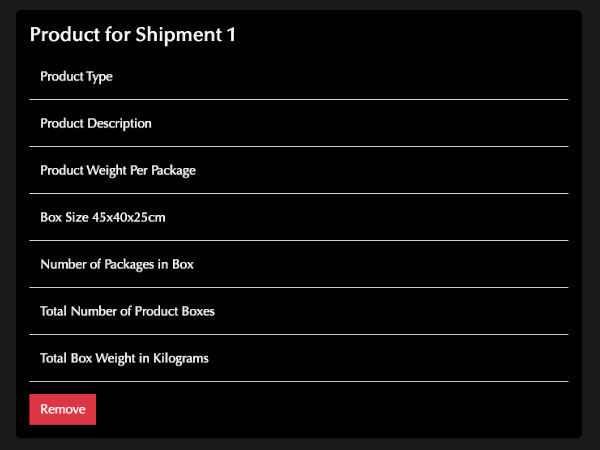 Product for Shipment 1
Product Type
Product Description
Product Weight Per Package
Box Size 45x40x25cm
Number of Packages in Box
Total Number of Product Boxes
Total Box Weight in Kilograms
Remove